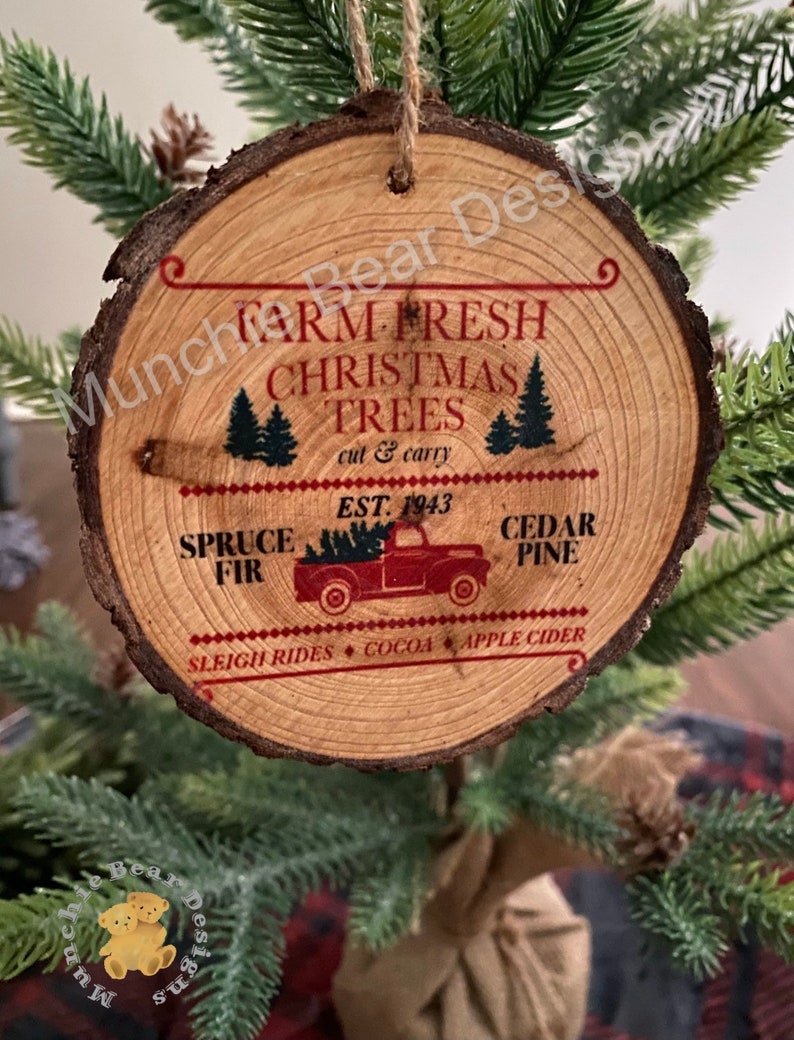 Munchie Bear Designs
FARM FRESH
CHRISTMAS
TREES
cut & carry
EST. 1943
SPRUCE
FIR
CEDAR
PINE
SLEIGH RIDES ♦ COCOA ♦ APPLE CIDER
Munchie Bear Designs